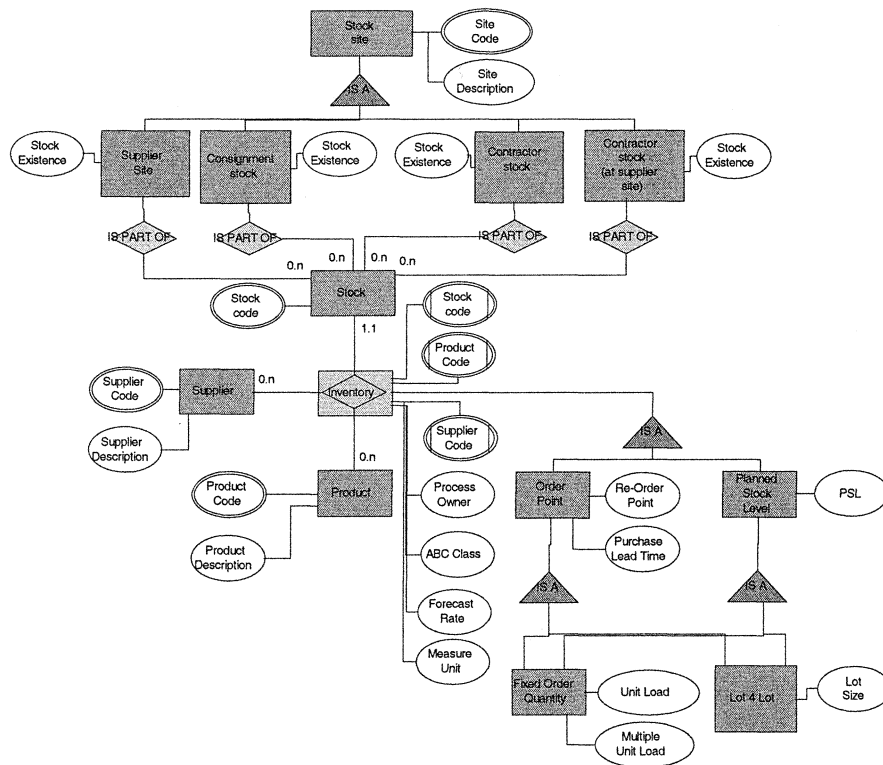 Stock
site
Site
Code
Site
Description
IS A
Stock
Existence
Supplier
Site
Consignment
stock
Stock
Existence
Stock
Existence
Contractor
stock
Contractor
stock
(at supplier
site)
Stock
Existence
IS PART OF
IS PART OF
IS PART OF
IS PART OF
0.n
0.n
0.n
0.n
Stock
code
Stock
Stock
code
1.1
Product
Code
Supplier
Code
Supplier
0.n
Inventory
Supplier
Code
Supplier
Description
0.n
IS A
Product
Code
Product
Process
Owner
Product
Description
ABC Class
Forecast
Rate
Measure
Unit
Order
Point
Re-Order
Point
Purchase
Lead Time
Planned
Stock
Level
PSL
IS A
IS A
Fixed Order
Quantity
Unit Load
Multiple
Unit Load
Lot 4 Lot
Lot
Size